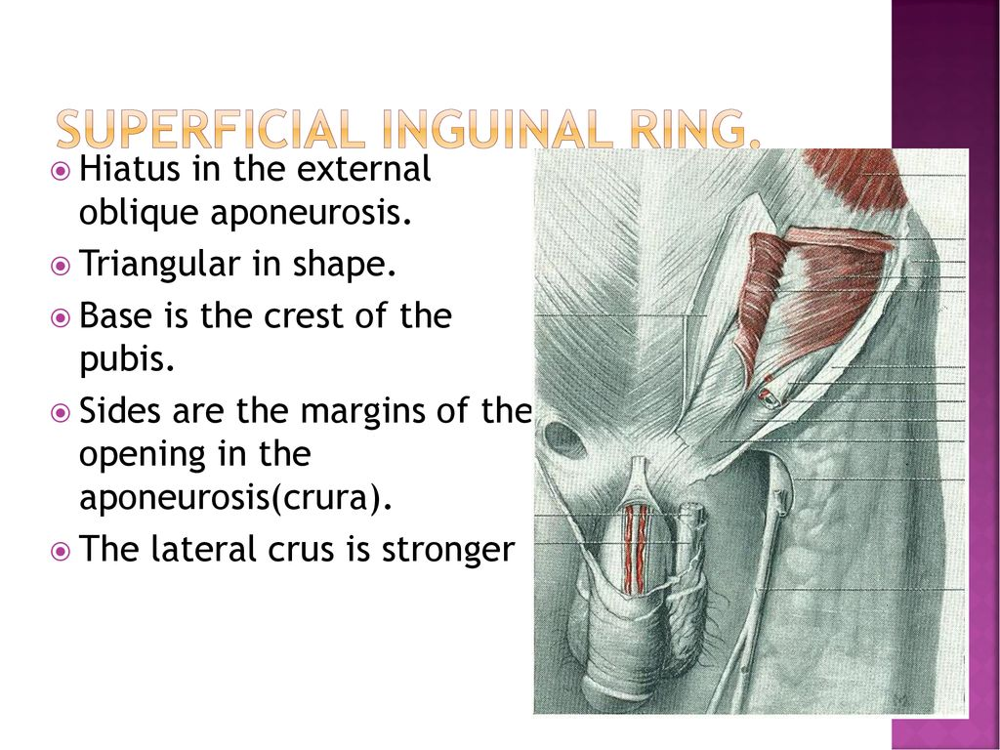 SUPERFICIAL INGUINAL RING.
Hiatus in the external
oblique aponeurosis.
Triangular in shape.
Base is the crest of the
pubis.
Sides are the margins of the
opening in the
aponeurosis(crura).
The lateral crus is stronger